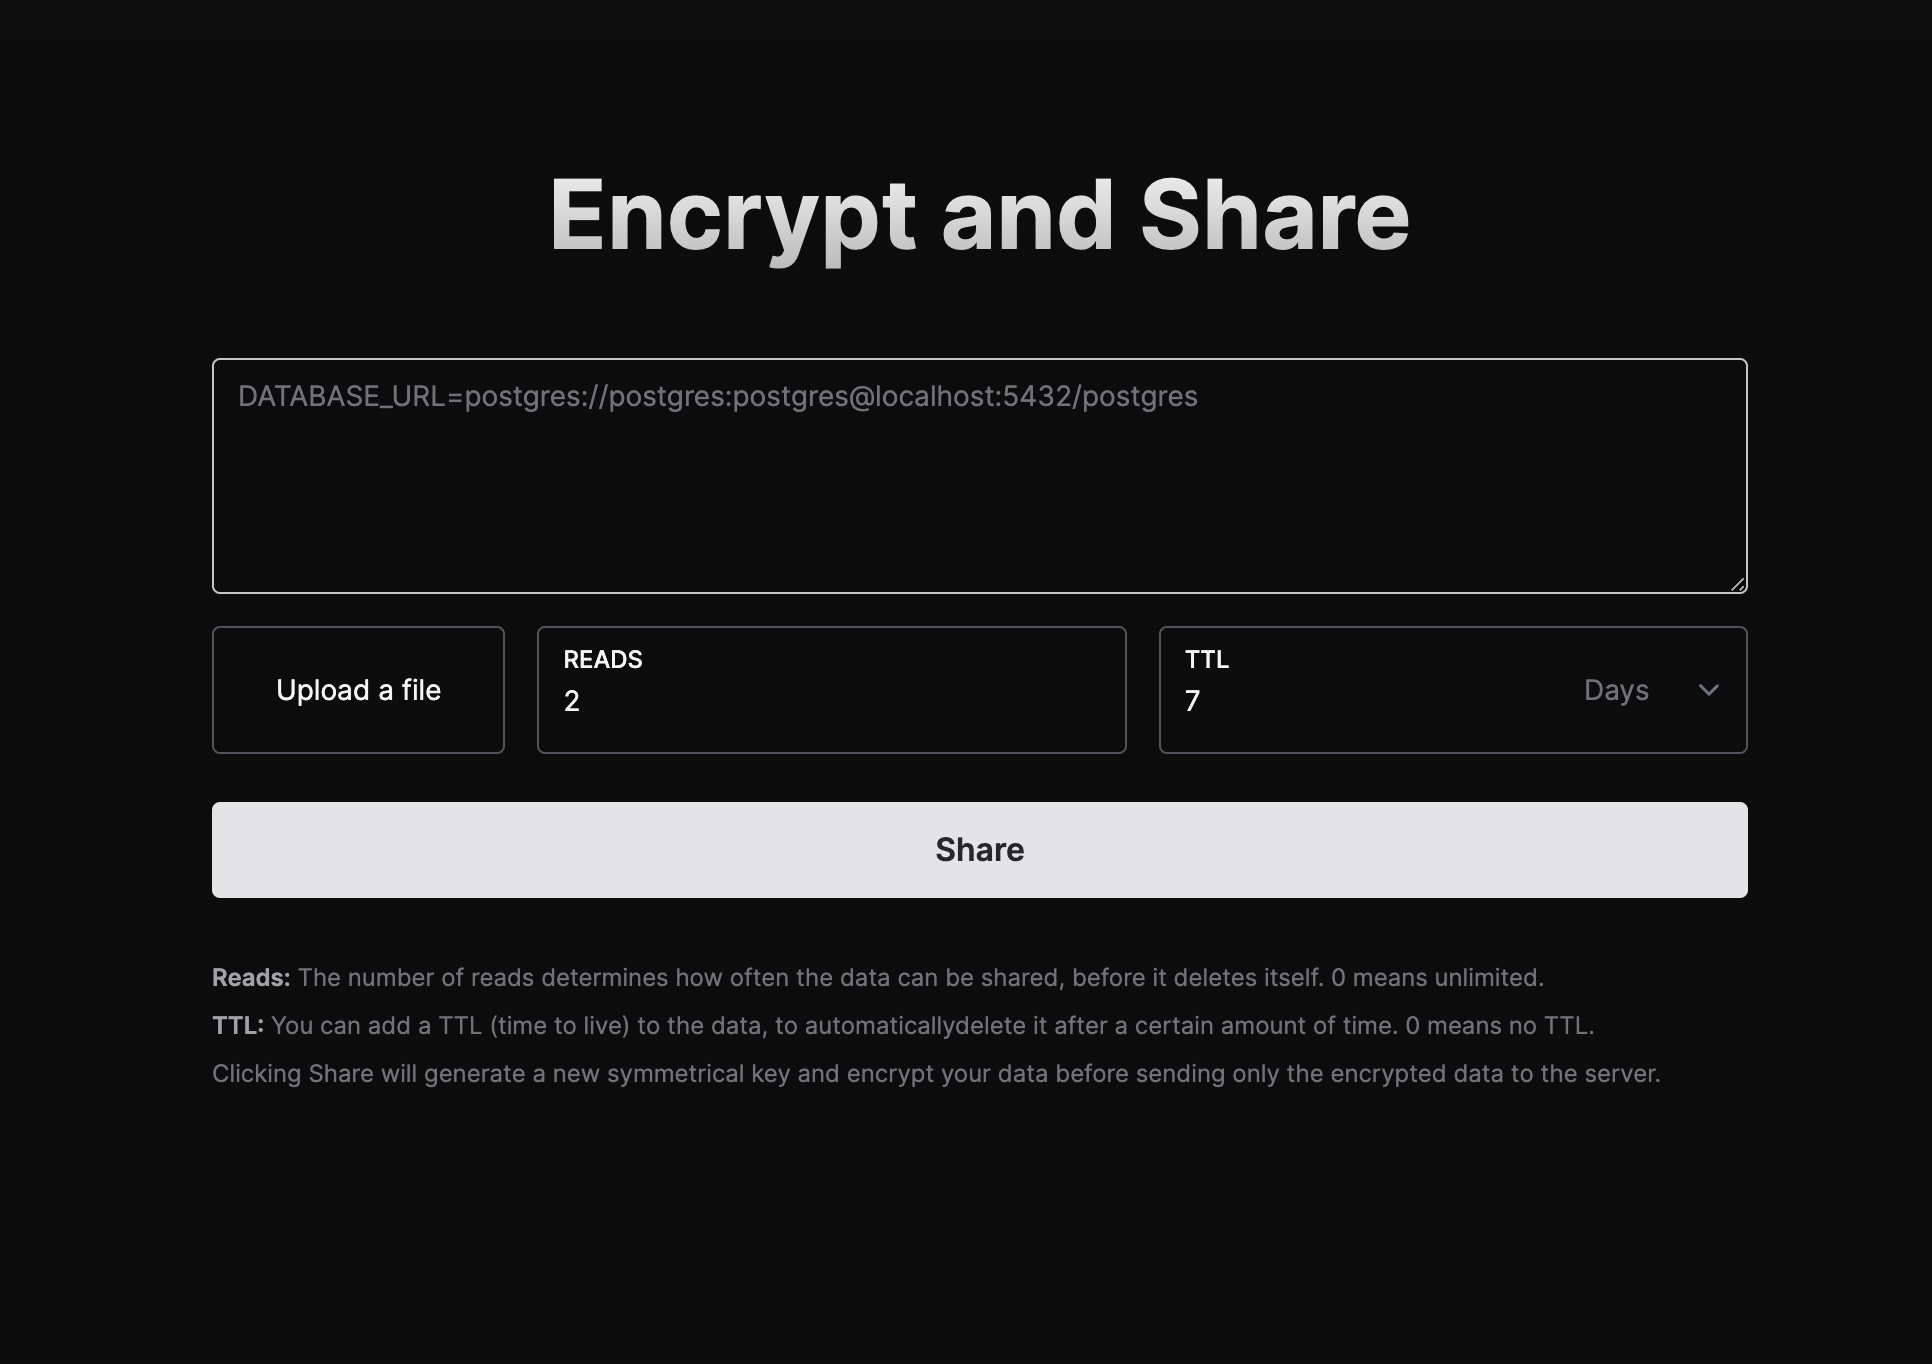 Encrypt and Share
DATABASE_URL=postgres://postgres:postgres@localhost:5432/postgres
Upload a file
READS
2
TTL
7
Days
Share
Reads: The number of reads determines how often the data can be shared, before it deletes itself. 0 means unlimited.
TTL: You can add a TTL (time to live) to the data, to automaticallydelete it after a certain amount of time. 0 means no TTL.
Clicking Share will generate a new symmetrical key and encrypt your data before sending only the encrypted data to the server.